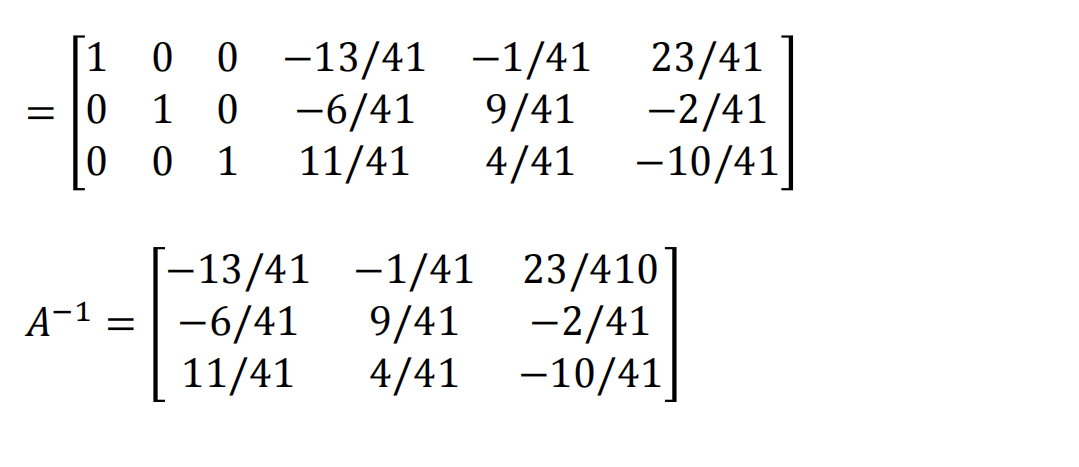 = [1 0 0 −13/41 −1/41 23/41
0 1 0 −6/41 9/41 −2/41
0 0 1 11/41 4/41 −10/41]
A⁻¹ = [−13/41 −1/41 23/410
−6/41 9/41 −2/41
11/41 4/41 −10/41]